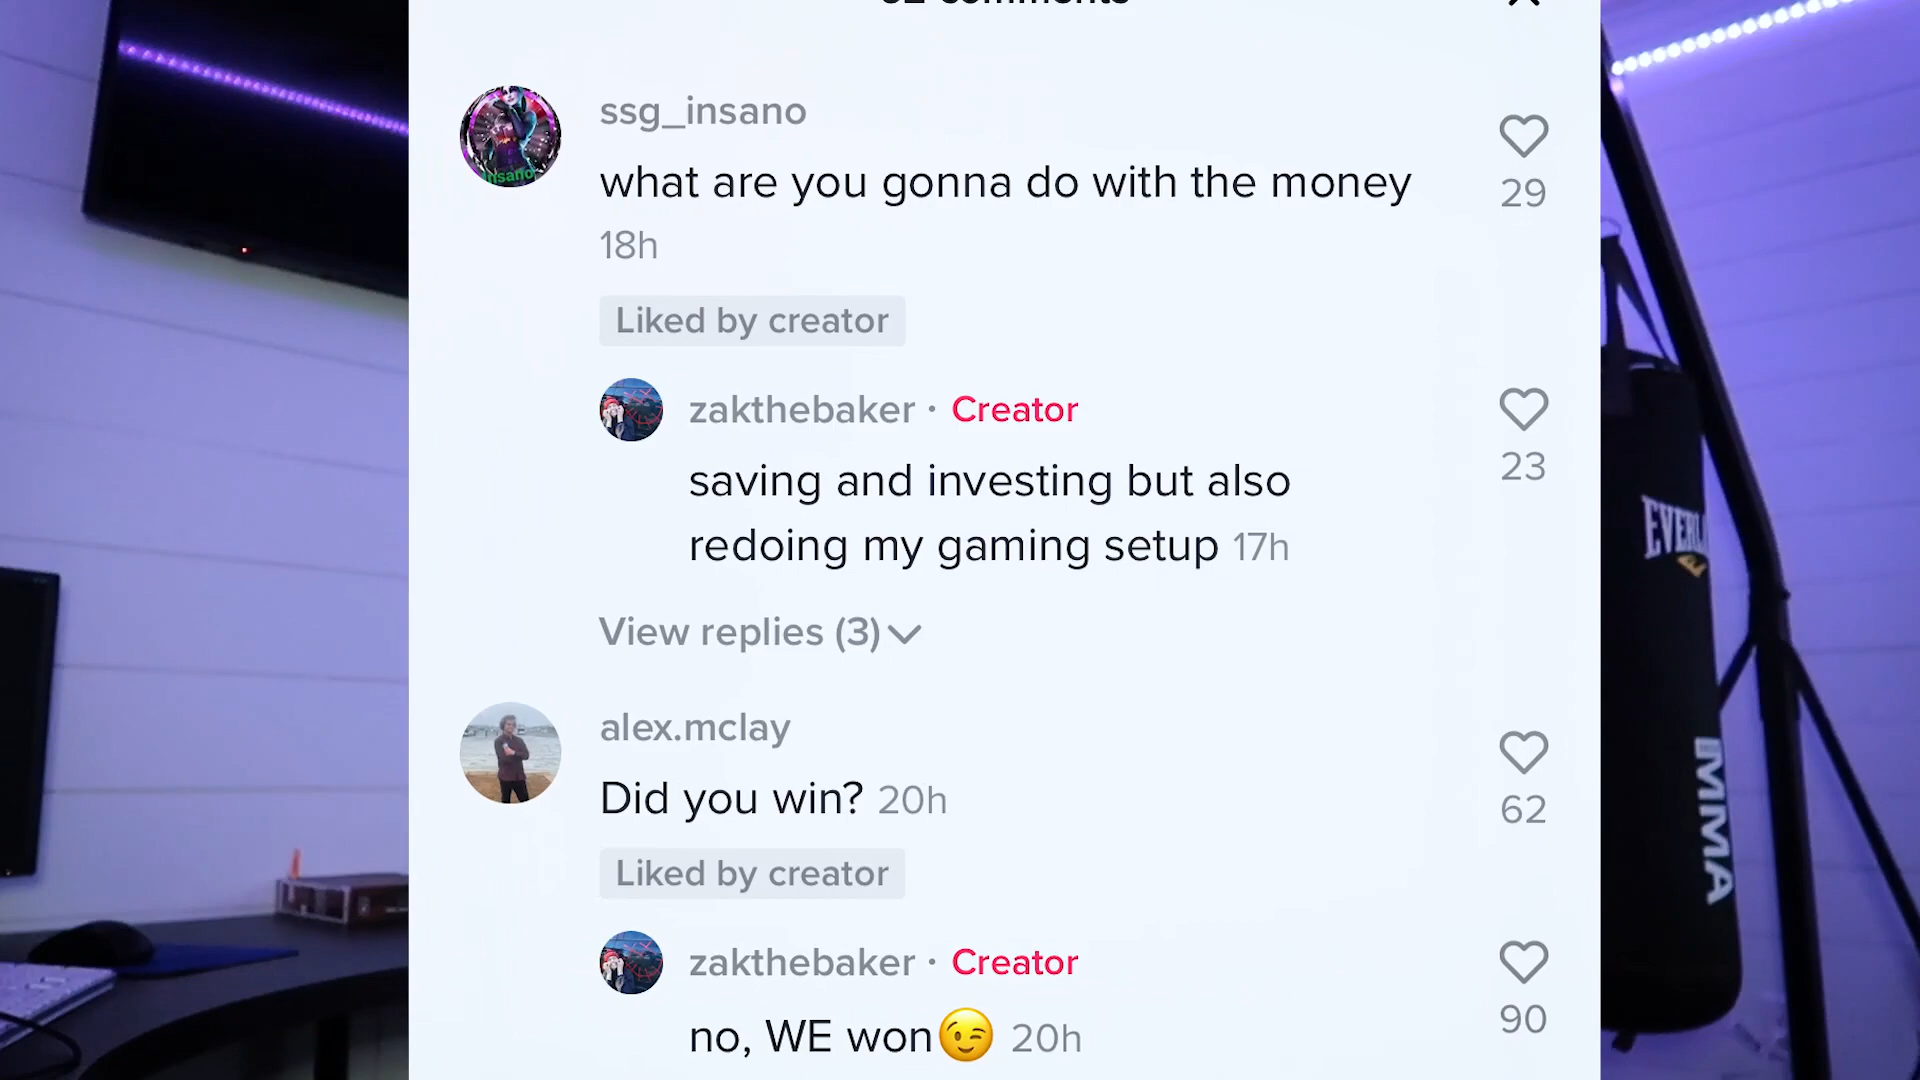 comments
ssg_insano
what are you gonna do with the money
29
18h
Liked by creator
zakthebaker · Creator
saving and investing but also
23
redoing my gaming setup 17h
View replies (3)
alex.mclay
Did you win? 20h
62
Liked by creator
zakthebaker · Creator
no, WE won😉 20h
90
MMA
insano